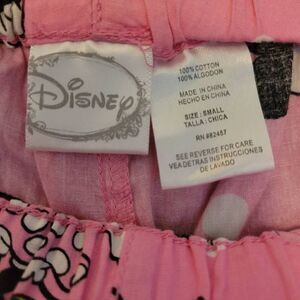 Disney
100% COTTON
100% ALGODON
MADE IN CHINA
HECHO EN CHINA
SIZE: SMALL
TALLA: CHICA
RN #82457
SEE REVERSE FOR CARE
VEA DETRAS INSTRUCCIONES
DE LAVADO